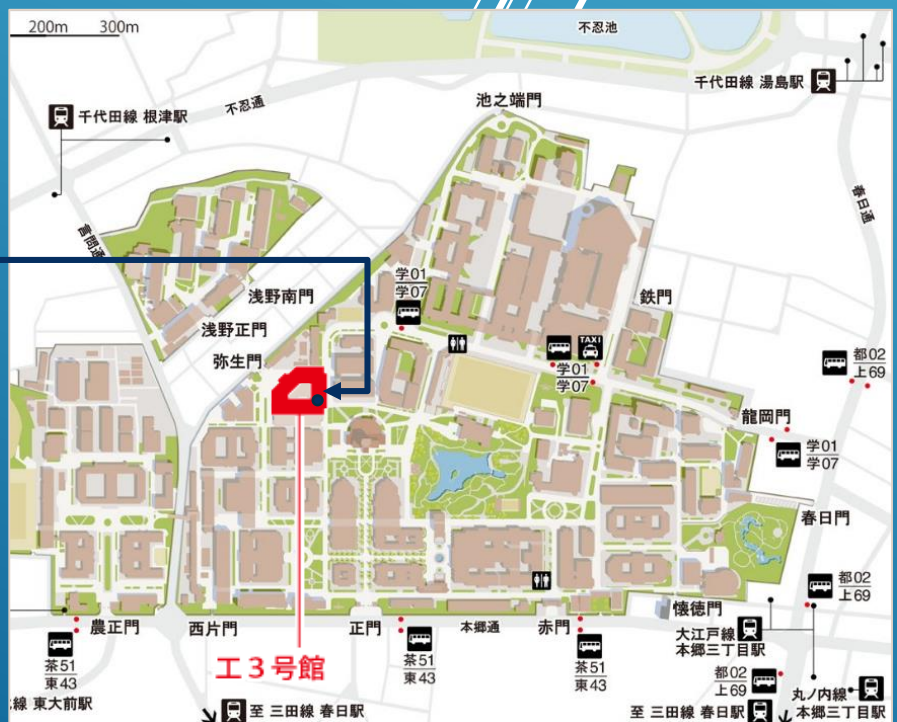 200m 300m
不忍池
千代田線 湯島駅
千代田線 根津駅
不忍通
池之端門
春日通
言問通
学01
学07
浅野南門
鉄門
浅野正門
TAXI
弥生門
学01
学07
都02
上69
龍岡門
学01
学07
春日門
都02
上69
懐徳門
農正門
西片門
正門
本郷通
赤門
大江戸線
本郷三丁目駅
茶51
東43
工3号館
茶51
東43
茶51
東43
都02
上69
丸ノ内線
本郷三丁目駅
線 東大前駅
至 三田線 春日駅
至 三田線 春日駅